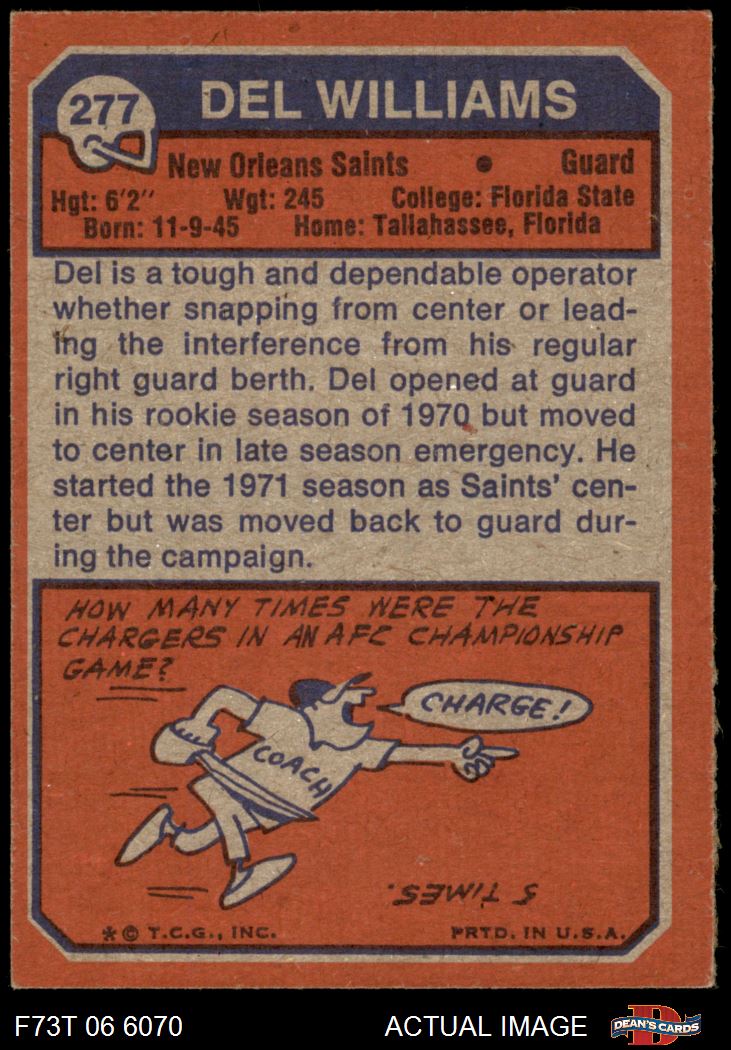 277
DEL WILLIAMS
New Orleans Saints • Guard
Hgt: 6'2" Wgt: 245 College: Florida State
Born: 11-9-45 Home: Tallahassee, Florida
Del is a tough and dependable operator
whether snapping from center or lead-
ing the interference from his regular
right guard berth. Del opened at guard
in his rookie season of 1970 but moved
to center in late season emergency. He
started the 1971 season as Saints' cen-
ter but was moved back to guard dur-
ing the campaign.
HOW MANY TIMES WERE THE
CHARGERS IN AN AFC CHAMPIONSHIP
GAME?
CHARGE!
COACH
5 TIMES.
*© T.C.G., INC. PRTD. IN U.S.A.
F73T 06 6070 ACTUAL IMAGE
DEAN'S CARDS